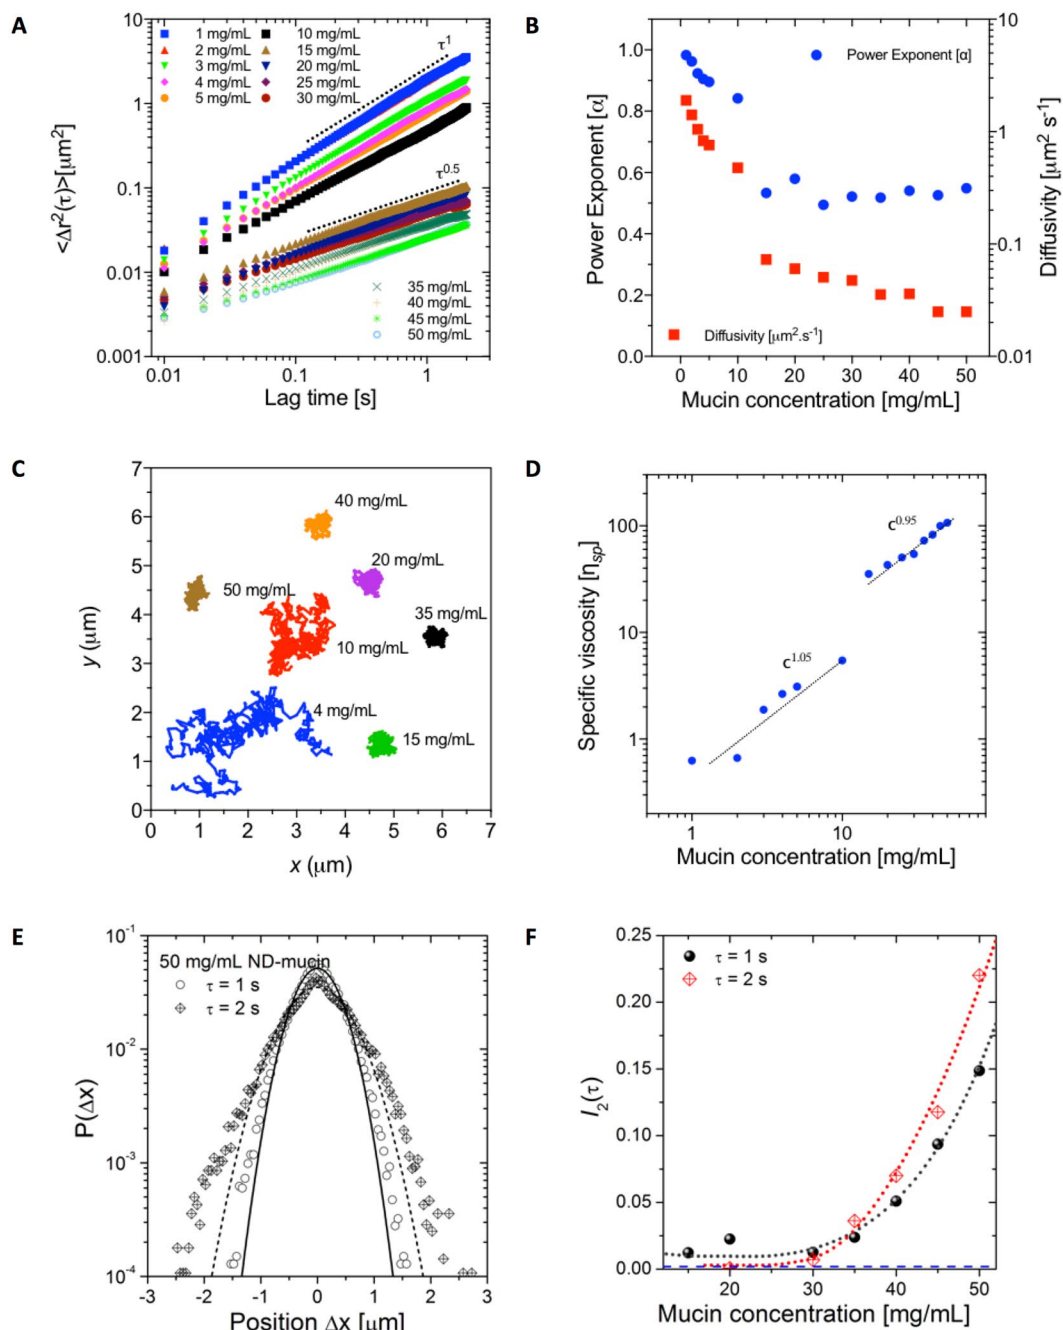 A
<Δr²(τ)>[μm²]
10
1
0.1
0.01
0.001
1 mg/mL
2 mg/mL
3 mg/mL
4 mg/mL
5 mg/mL
10 mg/mL
15 mg/mL
20 mg/mL
25 mg/mL
30 mg/mL
τ¹
τ⁰·⁵
35 mg/mL
40 mg/mL
45 mg/mL
50 mg/mL
0.01
0.1
1
Lag time [s]
B
Power Exponent [α]
1.0
0.8
0.6
0.4
0.2
0.0
Power Exponent [α]
Diffusivity [μm².s⁻¹]
10
1
0.1
0.01
Diffusivity [μm² s⁻¹]
0
10
20
30
40
50
Mucin concentration [mg/mL]
C
y (μm)
7
6
5
4
3
2
1
0
40 mg/mL
20 mg/mL
50 mg/mL
35 mg/mL
10 mg/mL
4 mg/mL
15 mg/mL
0
1
2
3
4
5
6
7
x (μm)
D
Specific viscosity [ηsp]
100
10
1
c⁰·⁹⁵
c¹·⁰⁵
1
10
Mucin concentration [mg/mL]
E
P(Δx)
10⁻¹
10⁻²
10⁻³
10⁻⁴
50 mg/mL ND-mucin
τ = 1 s
τ = 2 s
-3
-2
-1
0
1
2
3
Position Δx [μm]
F
I₂(τ)
0.25
0.20
0.15
0.10
0.05
0.00
τ = 1 s
τ = 2 s
20
30
40
50
Mucin concentration [mg/mL]